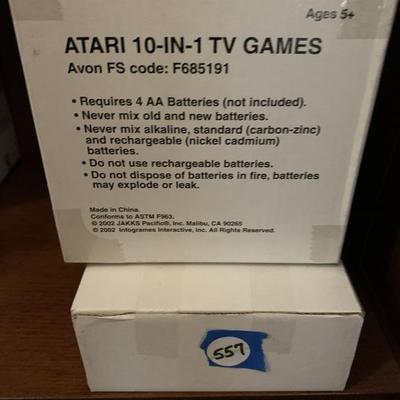 Ages 5+
ATARI 10-IN-1 TV GAMES
Avon FS code: F685191
• Requires 4 AA Batteries (not included).
• Never mix old and new batteries.
• Never mix alkaline, standard (carbon-zinc)
and rechargeable (nickel cadmium)
batteries.
• Do not use rechargeable batteries.
• Do not dispose of batteries in fire, batteries
may explode or leak.
Made in China.
Conforms to ASTM F963.
© 2002 JAKKS Pacific®, Inc. Malibu, CA 90265
© 2002 Infogrames Interactive, Inc. All Rights Reserved.
557